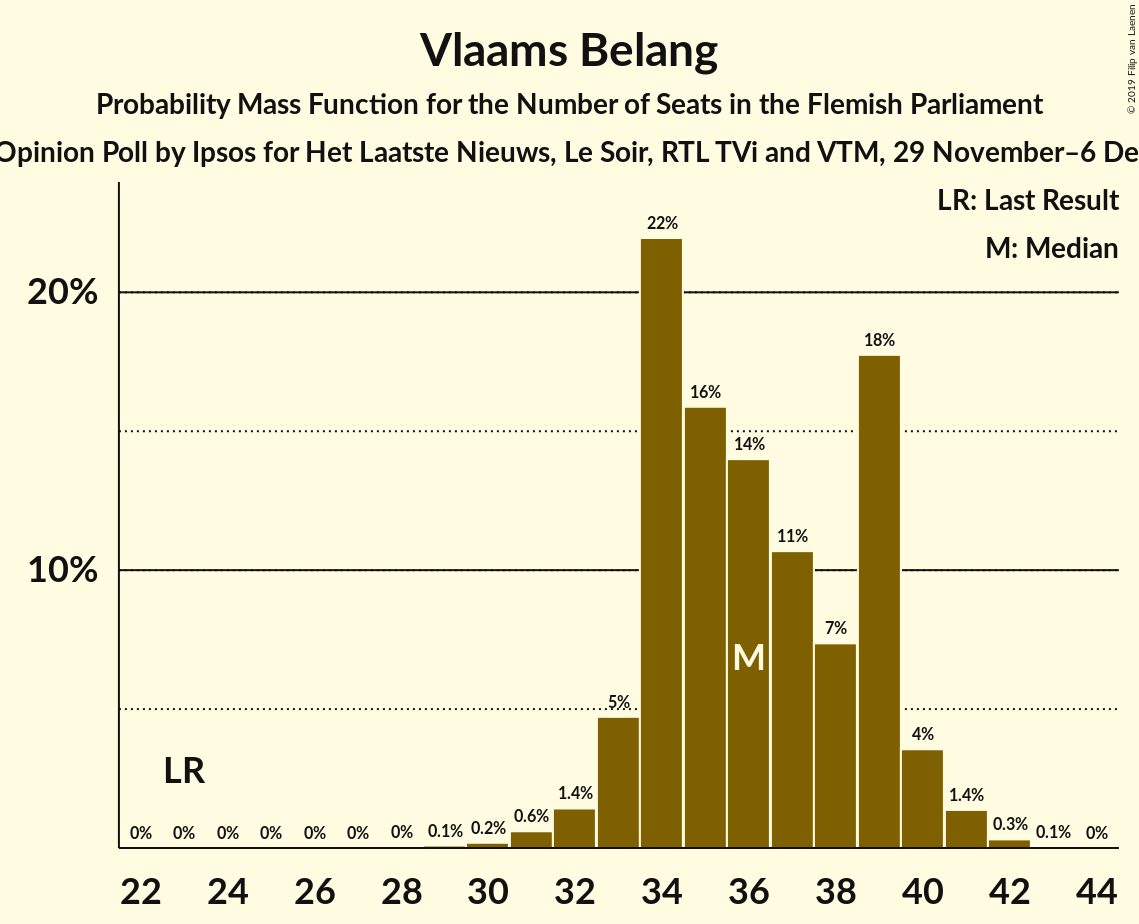 Vlaams Belang
Probability Mass Function for the Number of Seats in the Flemish Parliament
Opinion Poll by Ipsos for Het Laatste Nieuws, Le Soir, RTL TVi and VTM, 29 November–6 De
© 2019 Filip van Laenen
LR: Last Result
M: Median
20%
10%
0% 0% 0% 0% 0% 0% 0% 0.1% 0.2% 0.6% 1.4% 5% 22% 16% 14% 11% 7% 18% 4% 1.4% 0.3% 0.1% 0%
LR
M
22 24 26 28 30 32 34 36 38 40 42 44